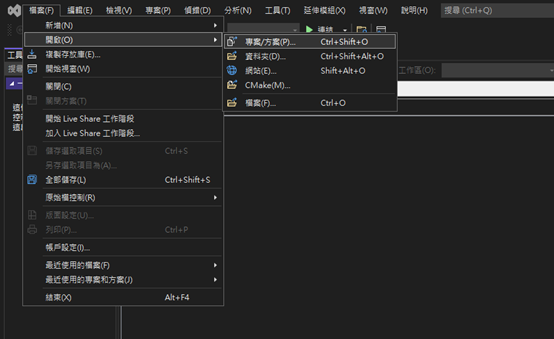 檔案(F) 編輯(E) 檢視(V) 專案(P) 偵錯(D) 分析(N) 工具(T) 延伸模組(X) 視窗(W) 說明(H) 搜尋 (Ctrl+Q)
新增(N)
開啟(O)
複製存放庫(E)...
開始視窗(W)
關閉(C)
關閉方案(T)
開始 Live Share 工作階段
加入 Live Share 工作階段...
儲存選取項目(S) Ctrl+S
另存選取項目為(A)...
全部儲存(L) Ctrl+Shift+S
原始檔控制(R)
版面設定(U)...
列印(P)... Ctrl+P
帳戶設定(I)...
最近使用的檔案(F)
最近使用的專案和方案(J)
結束(X) Alt+F4
專案/方案(P)... Ctrl+Shift+O
資料夾(D)... Ctrl+Shift+Alt+O
網站(E)... Shift+Alt+O
CMake(M)...
檔案(F)... Ctrl+O
連結...
工作區(O):
工具
搜尋